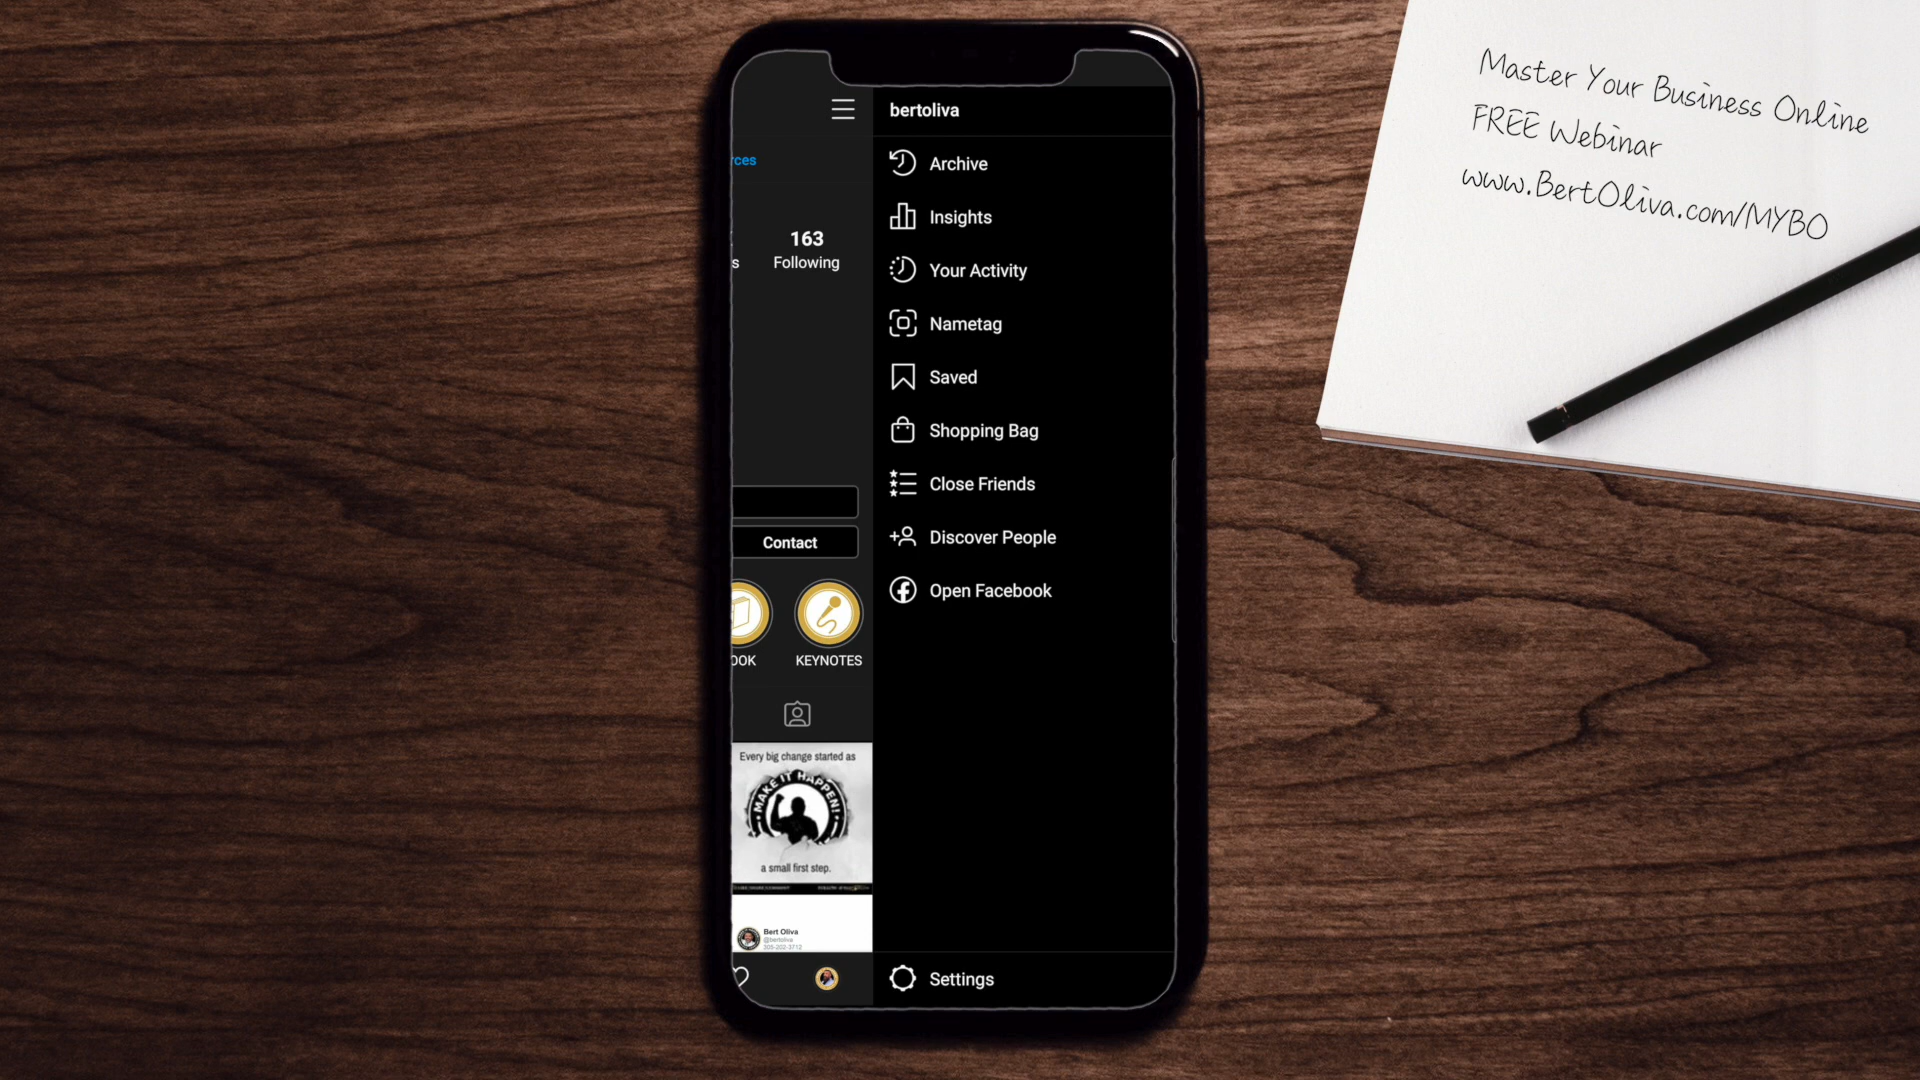 bertoliva
Archive
Insights
Your Activity
Nametag
Saved
Shopping Bag
Close Friends
Discover People
Open Facebook
Settings
rces
163
s Following
Contact
OOK KEYNOTES
Every big change started as
MAKE IT HAPPEN!
a small first step.
Bert Oliva
@bertoliva
305-202-3712
Master Your Business Online
FREE Webinar
www.BertOliva.com/MYBO